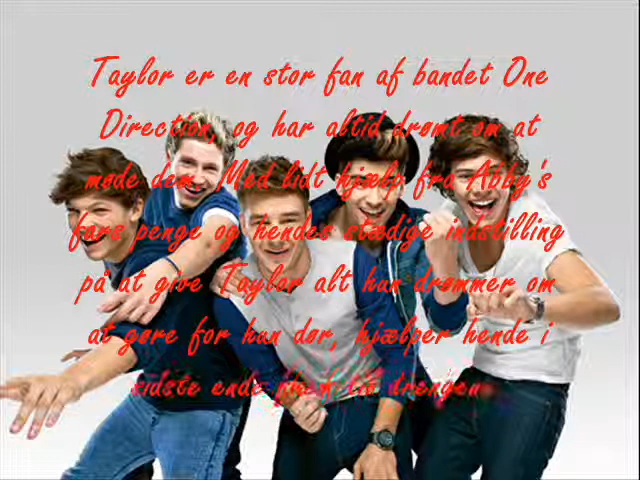 Taylor er en stor fan af bandet One
Direction, og har altid drømt om at
møde dem. Med lidt hjælp fra Abby's
fars penge og hendes stædige indstilling
på at give Taylor alt hun drømmer om
at gøre for hun dør, hjælper hende i
sidste ende frem til drengen